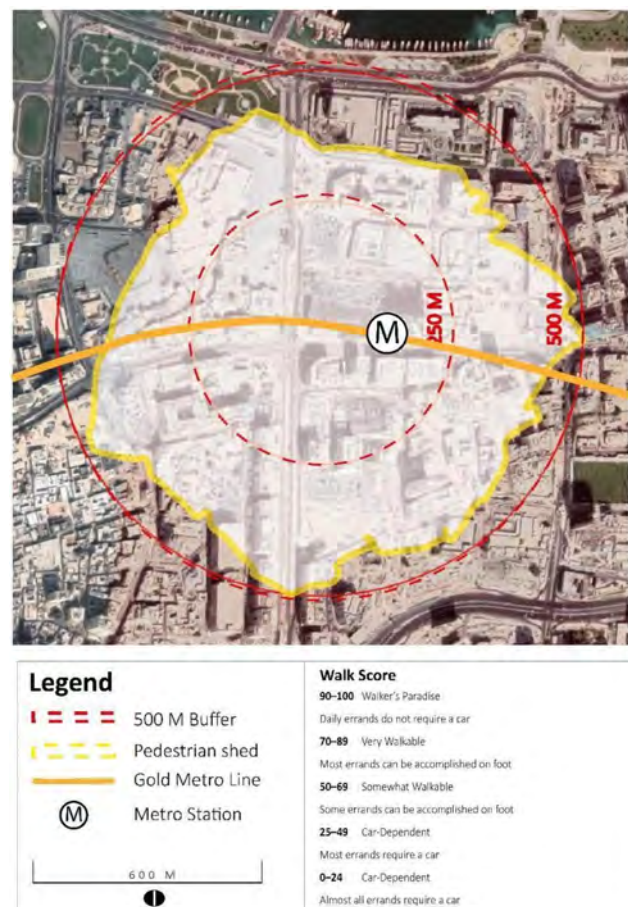 250 M
500 M
M
Legend
500 M Buffer
Pedestrian shed
Gold Metro Line
M Metro Station
600 M
Walk Score
90–100 Walker's Paradise
Daily errands do not require a car
70–89 Very Walkable
Most errands can be accomplished on foot
50–69 Somewhat Walkable
Some errands can be accomplished on foot
25–49 Car-Dependent
Most errands require a car
0–24 Car-Dependent
Almost all errands require a car